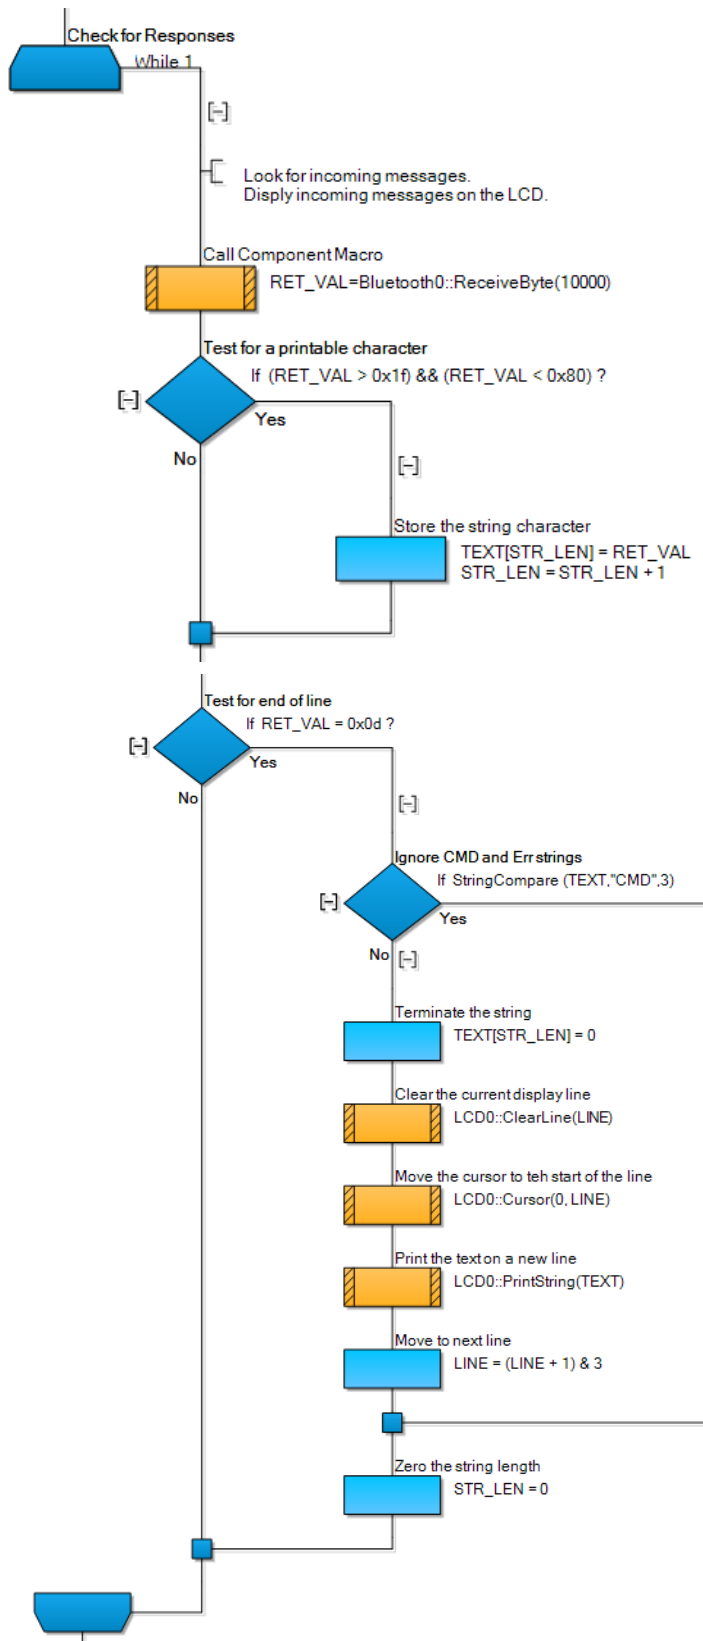 Check for Responses
While 1
[-]
Look for incoming messages.
Disply incoming messages on the LCD.
Call Component Macro
RET_VAL=Bluetooth0::ReceiveByte(10000)
Test for a printable character
If (RET_VAL > 0x1f) && (RET_VAL < 0x80) ?
[-]
Yes
No
[-]
Store the string character
TEXT[STR_LEN] = RET_VAL
STR_LEN = STR_LEN + 1
Test for end of line
If RET_VAL = 0x0d ?
[-]
Yes
No
[-]
Ignore CMD and Err strings
If StringCompare (TEXT,"CMD",3)
[-]
Yes
No
[-]
Terminate the string
TEXT[STR_LEN] = 0
Clear the current display line
LCD0::ClearLine(LINE)
Move the cursor to teh start of the line
LCD0::Cursor(0, LINE)
Print the text on a new line
LCD0::PrintString(TEXT)
Move to next line
LINE = (LINE + 1) & 3
Zero the string length
STR_LEN = 0